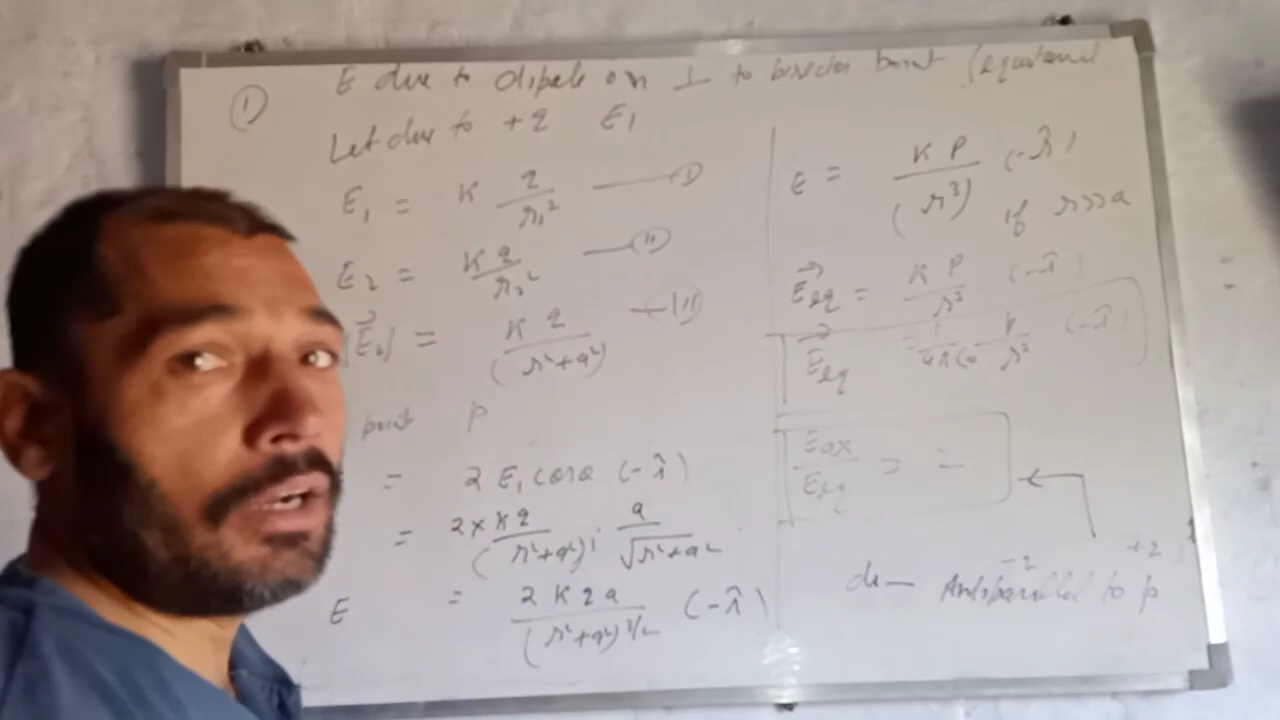 ① E due to dipole on ⊥ to bisector point (equatorial
Let due to +q E₁
E₁ = K q/r₁² —— (I)
E₂ = Kq/r₂² —— (II)
|E⃗₂| = Kq/(r²+a²) —— (III)
point P
= 2 E₁ cosθ (-î)
= 2×Kq/(r²+a²) ; a/√r²+a²
E = 2Kqa/(r²+a²)^3/2 (-î)
E = KP/(r³) (-î)
if r>>a
E⃗eq = KP/r³ (-î)
E⃗eq 1/4π€₀ P/r³ (-î)
Eax/Eeq = 2
-q +q
Antiparallel to p